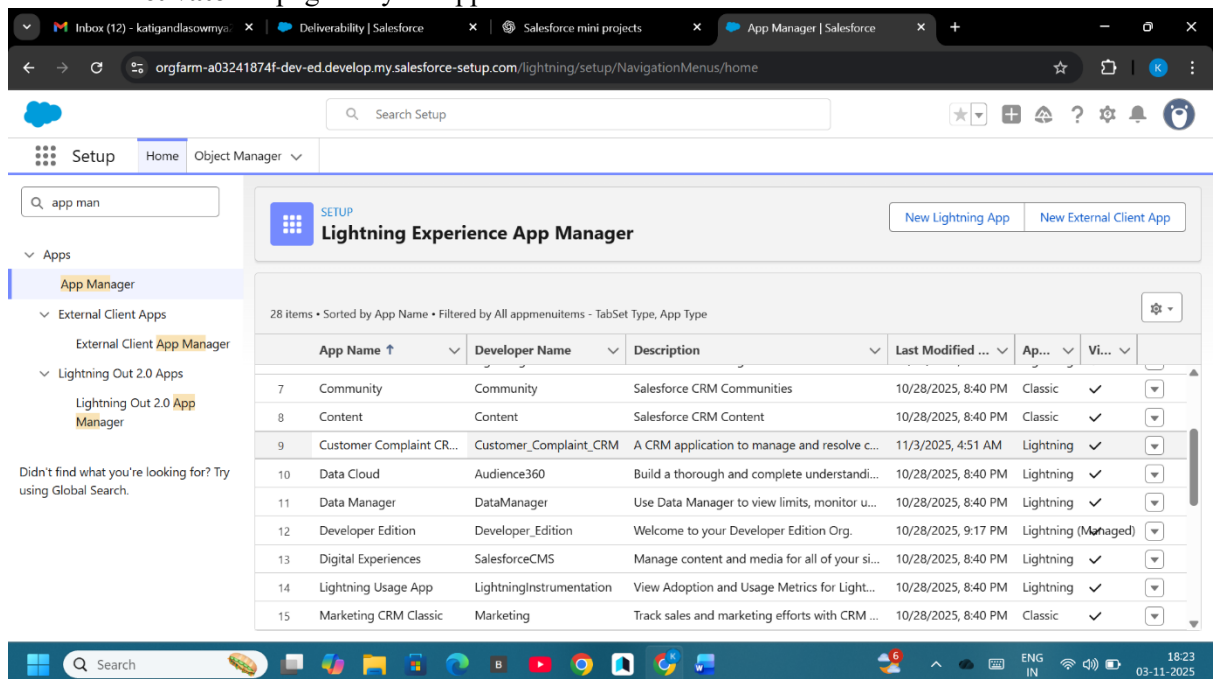 Inbox (12) - katigandlasowmya2
Deliverability | Salesforce
Salesforce mini projects
App Manager | Salesforce
orgfarm-a03241874f-dev-ed.develop.my.salesforce-setup.com/lightning/setup/NavigationMenus/home
K
Search Setup
Setup Home Object Manager
app man
SETUP
Lightning Experience App Manager
New Lightning App New External Client App
Apps
App Manager
External Client Apps
External Client App Manager
Lightning Out 2.0 Apps
Lightning Out 2.0 App
Manager
Didn't find what you're looking for? Try
using Global Search.
28 items • Sorted by App Name • Filtered by All appmenuitems - TabSet Type, App Type
App Name ↑ Developer Name Description Last Modified ... Ap... Vi...
7 Community Community Salesforce CRM Communities 10/28/2025, 8:40 PM Classic ✓
8 Content Content Salesforce CRM Content 10/28/2025, 8:40 PM Classic ✓
9 Customer Complaint CR... Customer_Complaint_CRM A CRM application to manage and resolve c... 11/3/2025, 4:51 AM Lightning ✓
10 Data Cloud Audience360 Build a thorough and complete understandi... 10/28/2025, 8:40 PM Lightning ✓
11 Data Manager DataManager Use Data Manager to view limits, monitor u... 10/28/2025, 8:40 PM Lightning ✓
12 Developer Edition Developer_Edition Welcome to your Developer Edition Org. 10/28/2025, 9:17 PM Lightning (Managed) ✓
13 Digital Experiences SalesforceCMS Manage content and media for all of your si... 10/28/2025, 8:40 PM Lightning ✓
14 Lightning Usage App LightningInstrumentation View Adoption and Usage Metrics for Light... 10/28/2025, 8:40 PM Lightning ✓
15 Marketing CRM Classic Marketing Track sales and marketing efforts with CRM ... 10/28/2025, 8:40 PM Classic ✓
Search
B
6
ENG
IN
18:23
03-11-2025